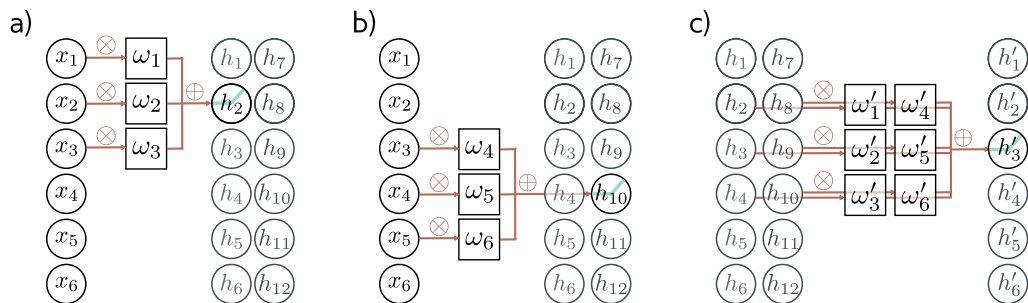 a) b) c)
x₁ ⊗ ω₁ h₁ h₇ x₁ h₁ h₇ h₁ h₇ h′₁
x₂ ⊗ ω₂ ⊕ h₂ h₈ x₂ h₂ h₈ h₂ h₈ ⊗ ω′₁ ω′₄ h′₂
x₃ ⊗ ω₃ h₃ h₉ x₃ ⊗ ω₄ h₃ h₉ h₃ h₉ ⊗ ω′₂ ω′₅ ⊕ h′₃
x₄ h₄ h₁₀ x₄ ⊗ ω₅ ⊕ h₄ h₁₀ h₄ h₁₀ ⊗ ω′₃ ω′₆ h′₄
x₅ h₅ h₁₁ x₅ ⊗ ω₆ h₅ h₁₁ h₅ h₁₁ h′₅
x₆ h₆ h₁₂ x₆ h₆ h₁₂ h₆ h₁₂ h′₆